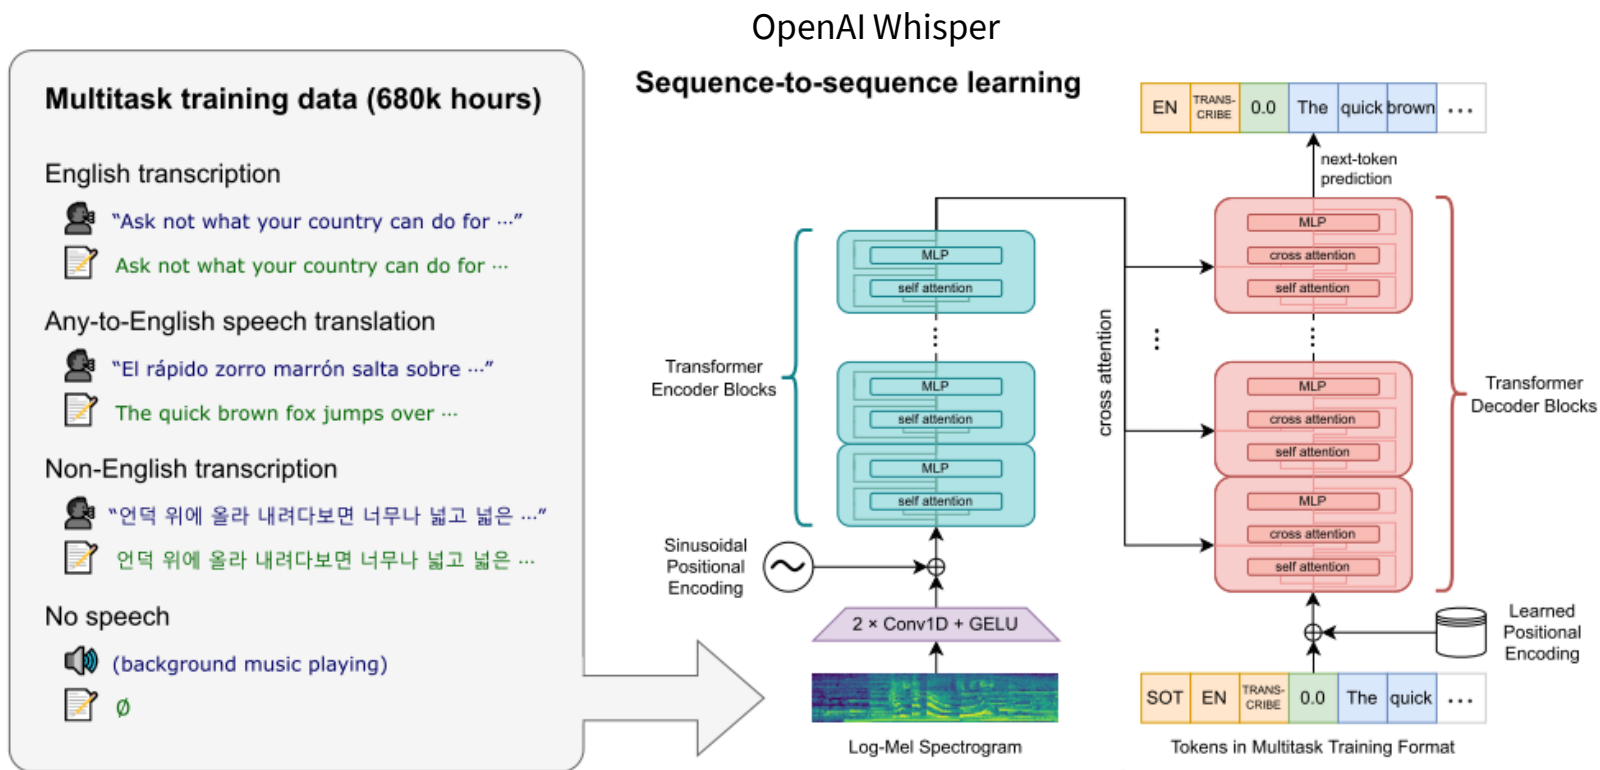 OpenAI Whisper
Multitask training data (680k hours)
English transcription
“Ask not what your country can do for ⋯”
Ask not what your country can do for ⋯
Any-to-English speech translation
“El rápido zorro marrón salta sobre ⋯”
The quick brown fox jumps over ⋯
Non-English transcription
“언덕 위에 올라 내려다보면 너무나 넓고 넓은 ⋯”
언덕 위에 올라 내려다보면 너무나 넓고 넓은 ⋯
No speech
(background music playing)
∅
Sequence-to-sequence learning
EN TRANS-CRIBE 0.0 The quick brown ⋯
next-token
prediction
MLP
self attention
⋮
MLP
self attention
MLP
self attention
Transformer
Encoder Blocks
Sinusoidal
Positional
Encoding
2 × Conv1D + GELU
Log-Mel Spectrogram
cross attention
⋮
MLP
cross attention
self attention
⋮
MLP
cross attention
self attention
MLP
cross attention
self attention
Transformer
Decoder Blocks
Learned
Positional
Encoding
SOT EN TRANS-CRIBE 0.0 The quick ⋯
Tokens in Multitask Training Format